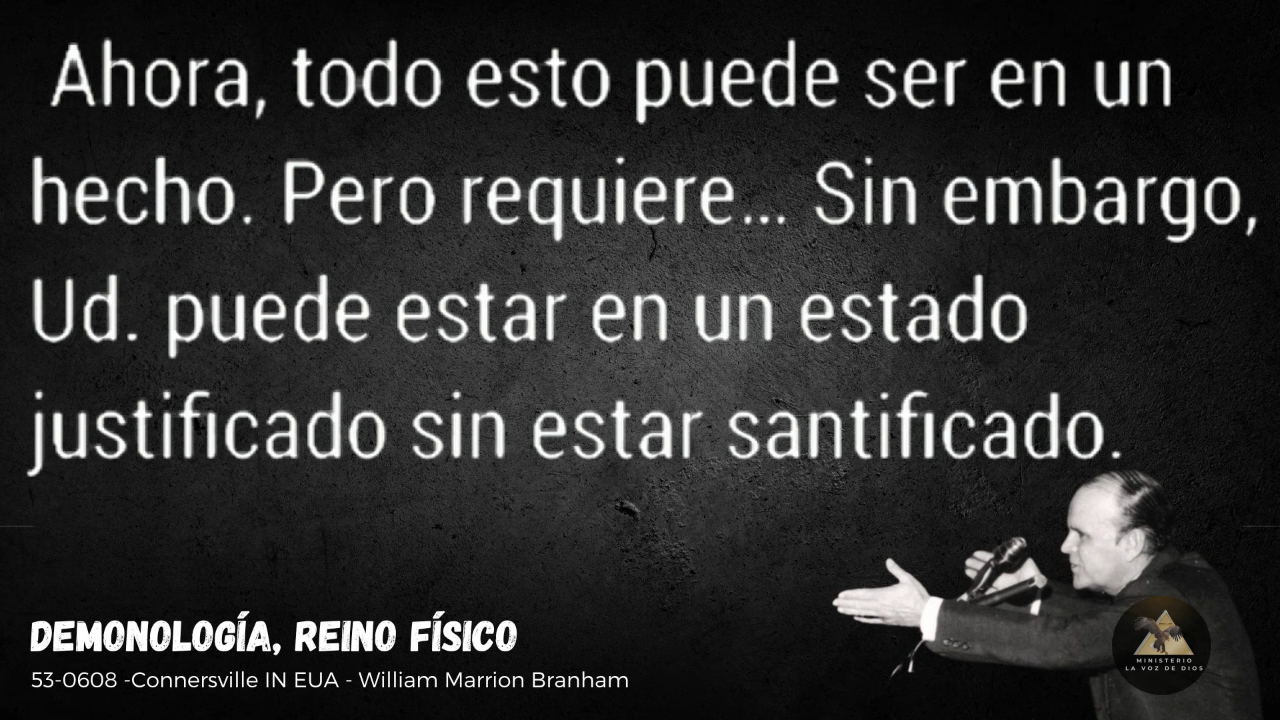 Ahora, todo esto puede ser en un
hecho. Pero requiere... Sin embargo,
Ud. puede estar en un estado
justificado sin estar santificado.
DEMONOLOGÍA, REINO FÍSICO
53-0608 -Connersville IN EUA - William Marrion Branham
MINISTERIO
LA VOZ DE DIOS